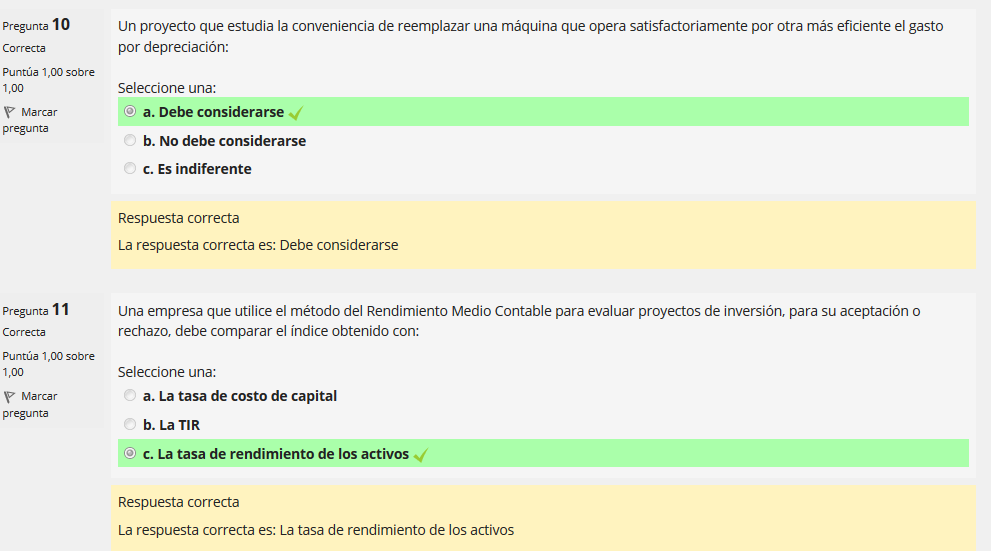 Pregunta 10
Correcta
Puntúa 1,00 sobre
1,00
Marcar
pregunta
Un proyecto que estudia la conveniencia de reemplazar una máquina que opera satisfactoriamente por otra más eficiente el gasto
por depreciación:
Seleccione una:
a. Debe considerarse
b. No debe considerarse
c. Es indiferente
Respuesta correcta
La respuesta correcta es: Debe considerarse
Pregunta 11
Correcta
Puntúa 1,00 sobre
1,00
Marcar
pregunta
Una empresa que utilice el método del Rendimiento Medio Contable para evaluar proyectos de inversión, para su aceptación o
rechazo, debe comparar el índice obtenido con:
Seleccione una:
a. La tasa de costo de capital
b. La TIR
c. La tasa de rendimiento de los activos
Respuesta correcta
La respuesta correcta es: La tasa de rendimiento de los activos